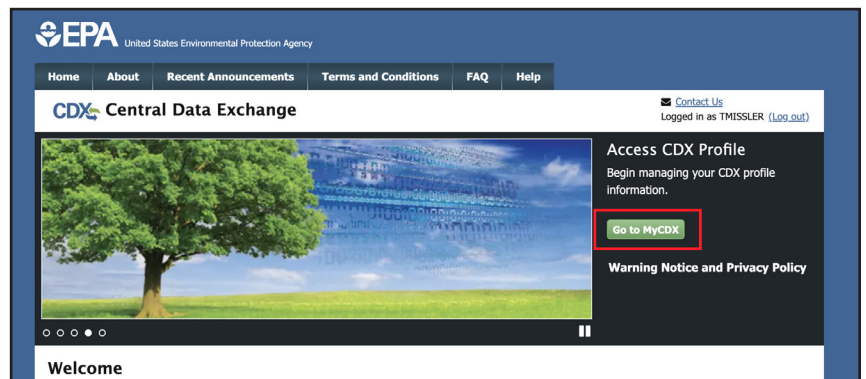 EPA United States Environmental Protection Agency
Home About Recent Announcements Terms and Conditions FAQ Help
CDX Central Data Exchange
Contact Us
Logged in as TMISSLER (Log out)
Access CDX Profile
Begin managing your CDX profile
information.
Go to MyCDX
Warning Notice and Privacy Policy
Welcome